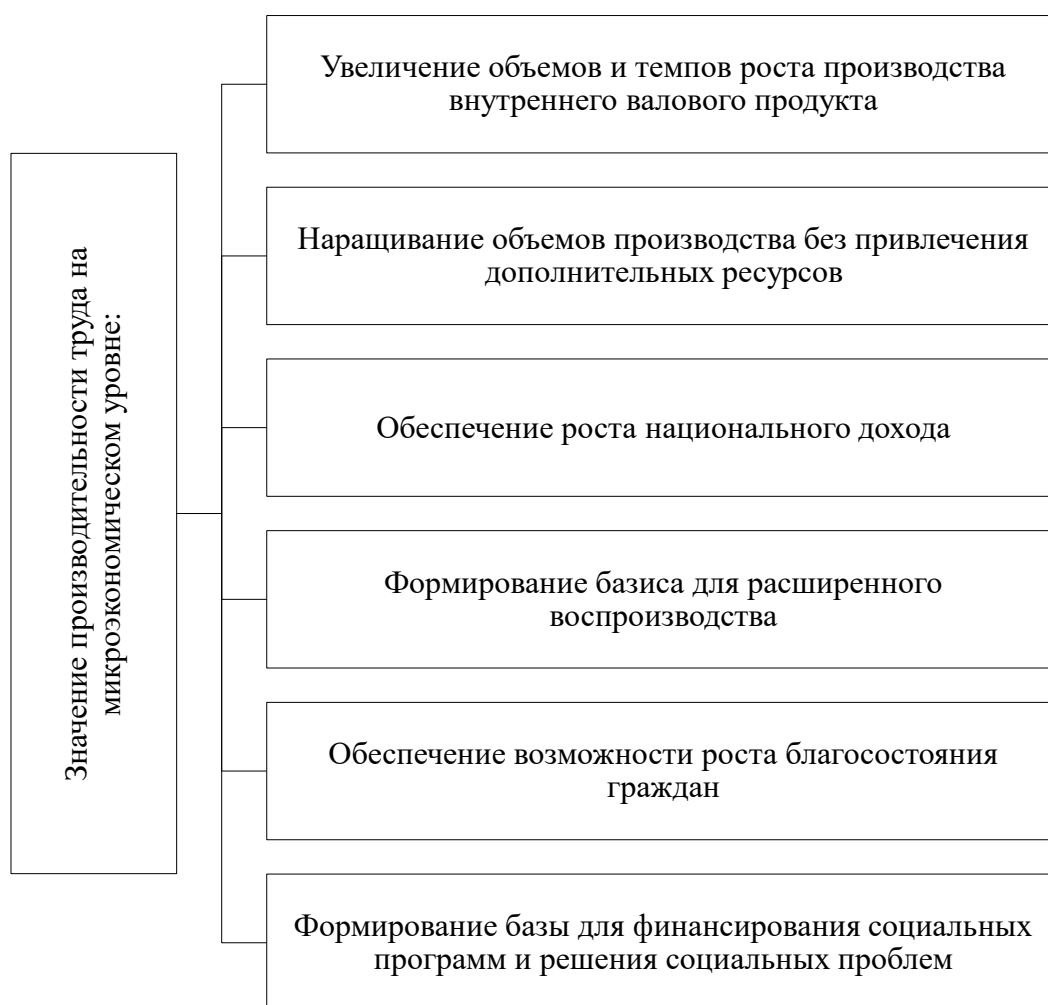 Значение производительности труда на
микроэкономическом уровне:
Увеличение объемов и темпов роста производства
внутреннего валового продукта
Наращивание объемов производства без привлечения
дополнительных ресурсов
Обеспечение роста национального дохода
Формирование базиса для расширенного
воспроизводства
Обеспечение возможности роста благосостояния
граждан
Формирование базы для финансирования социальных
программ и решения социальных проблем